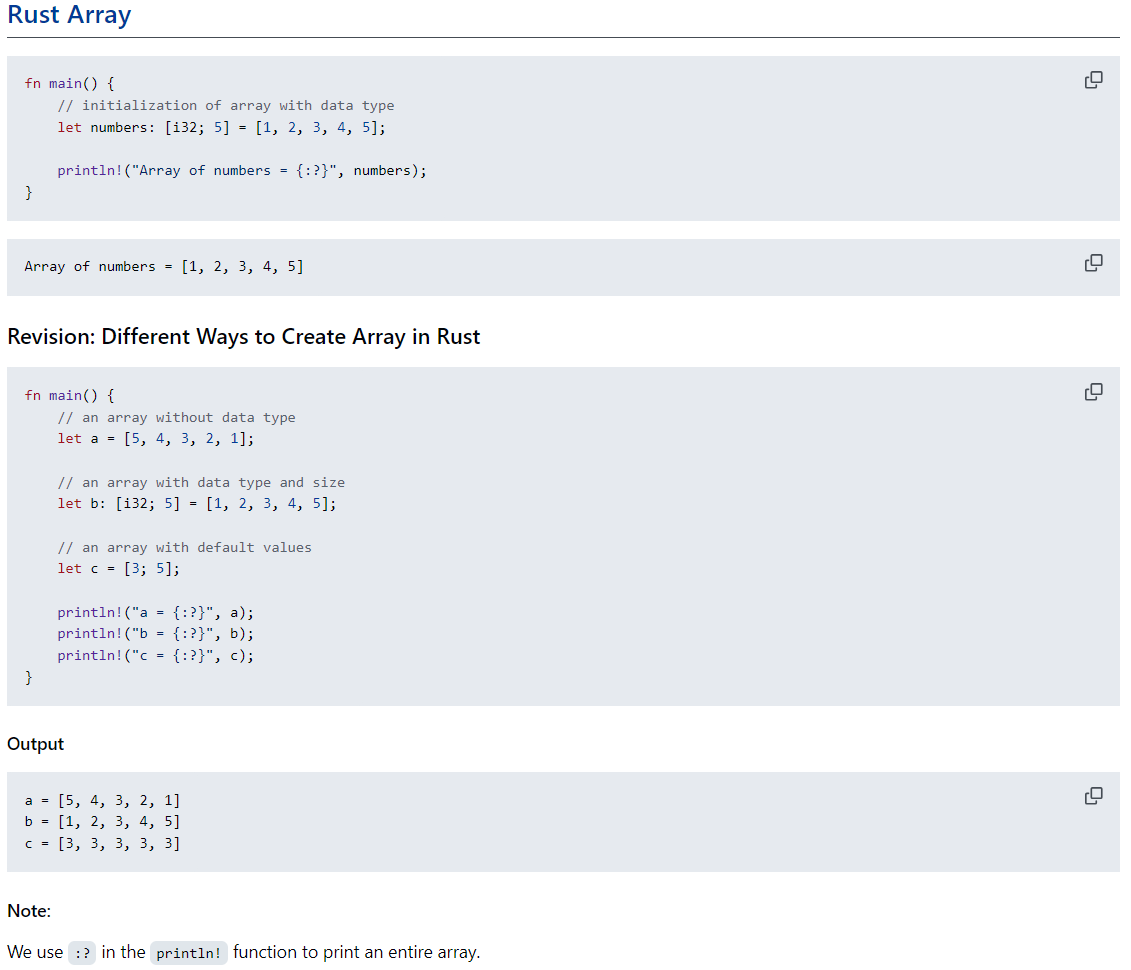 Rust Array
fn main() {
    // initialization of array with data type
    let numbers: [i32; 5] = [1, 2, 3, 4, 5];

    println!("Array of numbers = {:?}", numbers);
}
Array of numbers = [1, 2, 3, 4, 5]
Revision: Different Ways to Create Array in Rust
fn main() {
    // an array without data type
    let a = [5, 4, 3, 2, 1];

    // an array with data type and size
    let b: [i32; 5] = [1, 2, 3, 4, 5];

    // an array with default values
    let c = [3; 5];

    println!("a = {:?}", a);
    println!("b = {:?}", b);
    println!("c = {:?}", c);
}
Output
a = [5, 4, 3, 2, 1]
b = [1, 2, 3, 4, 5]
c = [3, 3, 3, 3, 3]
Note:
We use :? in the println! function to print an entire array.